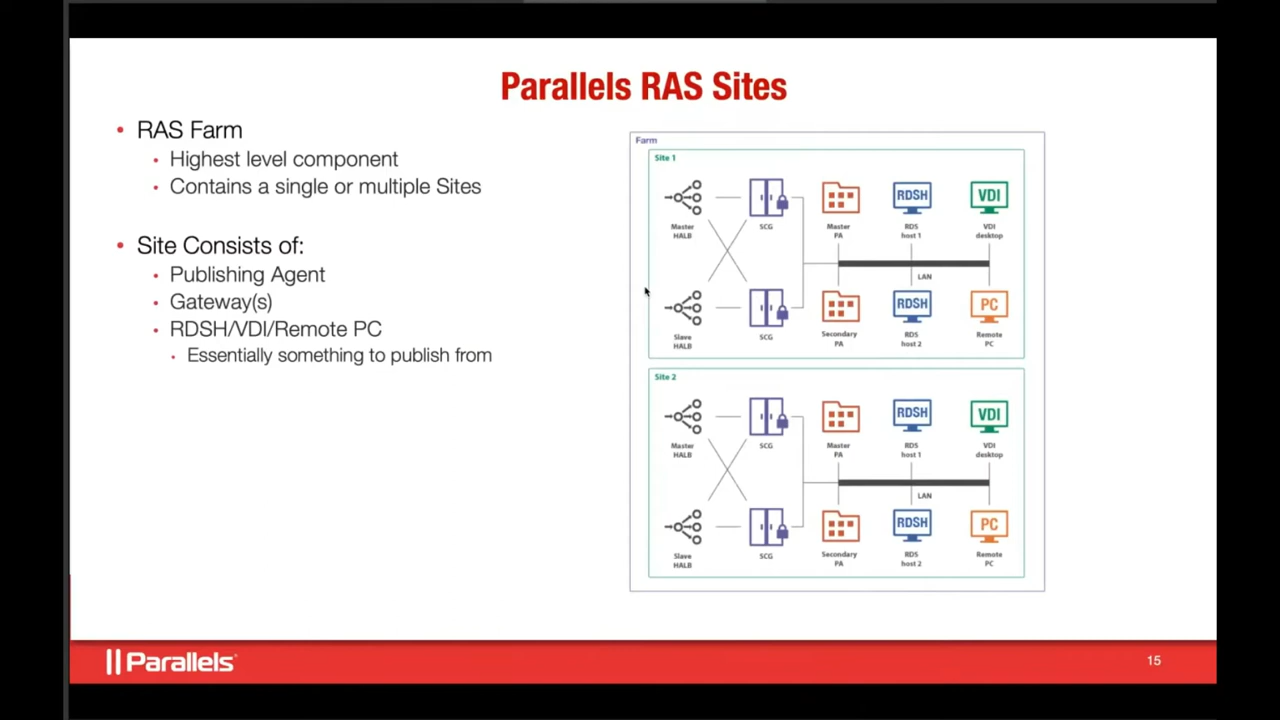 Parallels RAS Sites
• RAS Farm
• Highest level component
• Contains a single or multiple Sites
• Site Consists of:
• Publishing Agent
• Gateway(s)
• RDSH/VDI/Remote PC
• Essentially something to publish from
Farm
Site 1
RDSH
VDI
Master
HALB
SCG
Master
PA
RDS
host 1
VDI
desktop
LAN
RDSH
PC
Slave
HALB
SCG
Secondary
PA
RDS
host 2
Remote
PC
Site 2
RDSH
VDI
Master
HALB
SCG
Master
PA
RDS
host 1
VDI
desktop
LAN
RDSH
PC
Slave
HALB
SCG
Secondary
PA
RDS
host 2
Remote
PC
Parallels
15